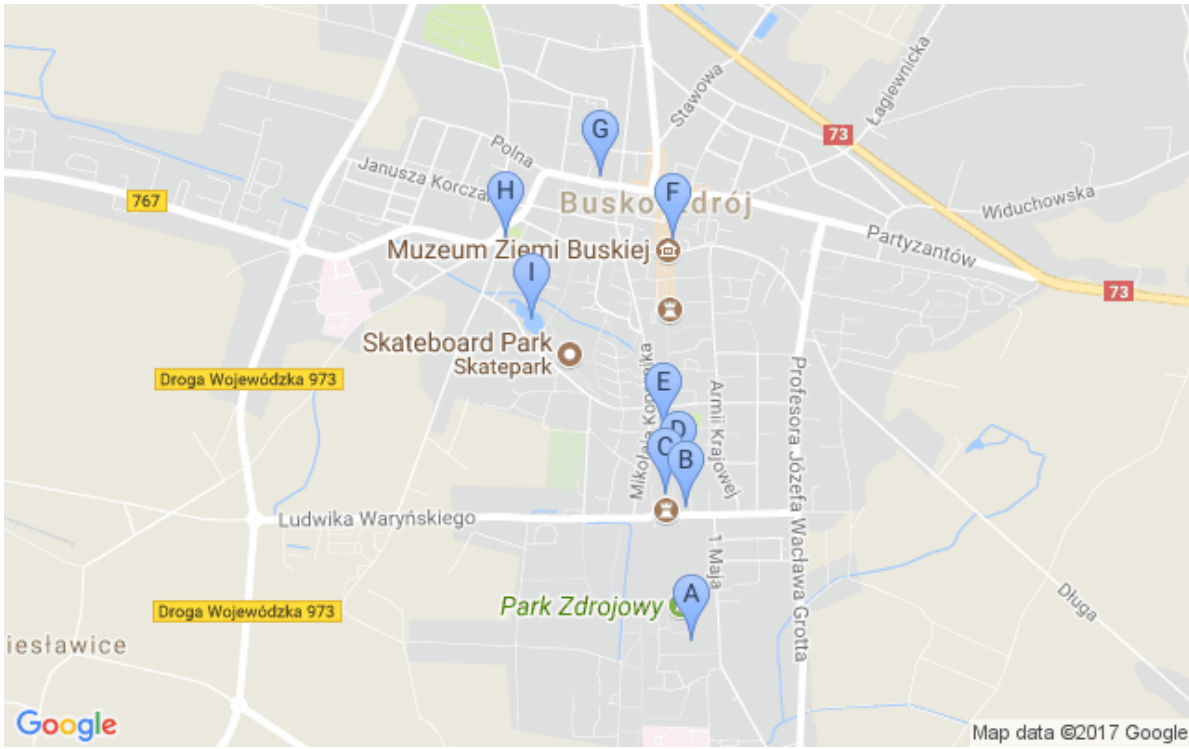 Łagiewnicka
Stawowa
73
G
Polna
Janusza Korcza
H
F
Busko Zdrój
767
Widuchowska
Partyzantów
Muzeum Ziemi Buskiej
I
73
Skateboard Park
Skatepark
Droga Wojewódzka 973
E
Mikołaja Kopernika
Armii Krajowej
Profesora Józefa Wacława Grotta
D
C
B
Ludwika Waryńskiego
1 Maja
A
Park Zdrojowy
Długa
Droga Wojewódzka 973
iesławice
Google
Map data ©2017 Google